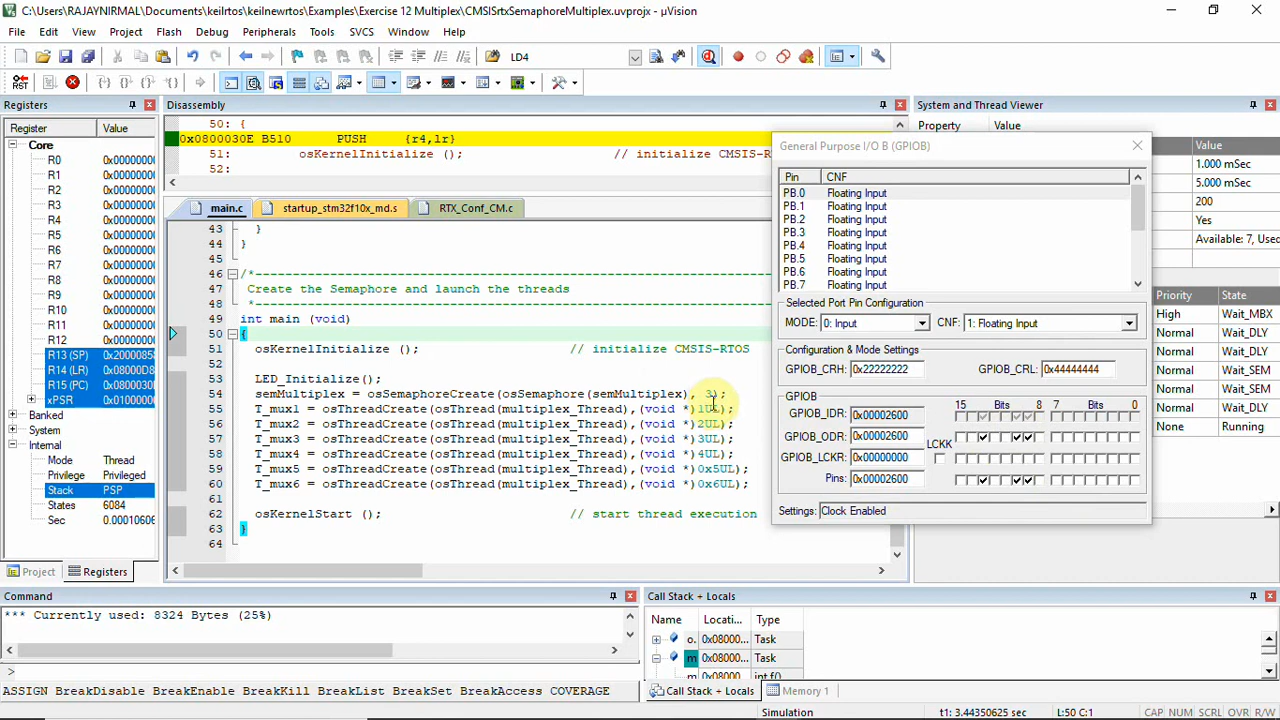 C:\Users\RAJAYNIRMAL\Documents\keilrtos\keilnewrtos\Examples\Exercise 12 Multiplex\CMSISrtxSemaphoreMultiplex.uvprojx - µVision
File Edit View Project Flash Debug Peripherals Tools SVCS Window Help
LD4
RST
Registers
Register Value
Core
R0 0x00000000
R1 0x00000000
R2 0x00000000
R3 0x00000000
R4 0x00000000
R5 0x00000000
R6 0x00000000
R7 0x00000000
R8 0x00000000
R9 0x00000000
R10 0x00000000
R11 0x00000000
R12 0x00000000
R13 (SP) 0x2000085
R14 (LR) 0x08000D8
R15 (PC) 0x0800030
xPSR 0x0100000
Banked
System
Internal
Mode Thread
Privilege Privileged
Stack PSP
States 6084
Sec 0.00010606
Project Registers
Disassembly
50: {
0x0800030E B510 PUSH {r4,lr}
51: osKernelInitialize (); // initialize CMSIS-R
52:
main.c startup_stm32f10x_md.s RTX_Conf_CM.c
43 }
44 }
45
46 /*----------------------------------------------------------------------------
47 Create the Semaphore and launch the threads
48 *----------------------------------------------------------------------------
49 int main (void)
50 {
51 osKernelInitialize (); // initialize CMSIS-RTOS
53 LED_Initialize();
54 semMultiplex = osSemaphoreCreate(osSemaphore(semMultiplex), 3);
55 T_mux1 = osThreadCreate(osThread(multiplex_Thread),(void *)1UL);
56 T_mux2 = osThreadCreate(osThread(multiplex_Thread),(void *)2UL);
57 T_mux3 = osThreadCreate(osThread(multiplex_Thread),(void *)3UL);
58 T_mux4 = osThreadCreate(osThread(multiplex_Thread),(void *)4UL);
59 T_mux5 = osThreadCreate(osThread(multiplex_Thread),(void *)0x5UL);
60 T_mux6 = osThreadCreate(osThread(multiplex_Thread),(void *)0x6UL);
62 osKernelStart (); // start thread execution
63 }
64
General Purpose I/O B (GPIOB)
Pin CNF
PB.0 Floating Input
PB.1 Floating Input
PB.2 Floating Input
PB.3 Floating Input
PB.4 Floating Input
PB.5 Floating Input
PB.6 Floating Input
PB.7 Floating Input
Selected Port Pin Configuration
MODE: 0: Input CNF: 1: Floating Input
Configuration & Mode Settings
GPIOB_CRH: 0x22222222 GPIOB_CRL: 0x44444444
GPIOB
15 Bits 8 7 Bits 0
GPIOB_IDR: 0x00002600
GPIOB_ODR: 0x00002600
LCKK
GPIOB_LCKR: 0x00000000
Pins: 0x00002600
Settings: Clock Enabled
System and Thread Viewer
Property Value
Value
1.000 mSec
5.000 mSec
200
Yes
Available: 7, Used
Priority State
High Wait_MBX
Normal Wait_DLY
Normal Wait_DLY
Normal Wait_SEM
Normal Wait_SEM
Normal Wait_SEM
Normal Wait_DLY
None Running
Command
*** Currently used: 8324 Bytes (25%)
>
ASSIGN BreakDisable BreakEnable BreakKill BreakList BreakSet BreakAccess COVERAGE
Call Stack + Locals
Name Locati... Type
o. 0x08000... Task
m 0x08000... Task
m 0x08000... int f()
Call Stack + Locals Memory 1
Simulation t1: 3.44350625 sec L:50 C:1 CAP NUM SCRL OVR R/W